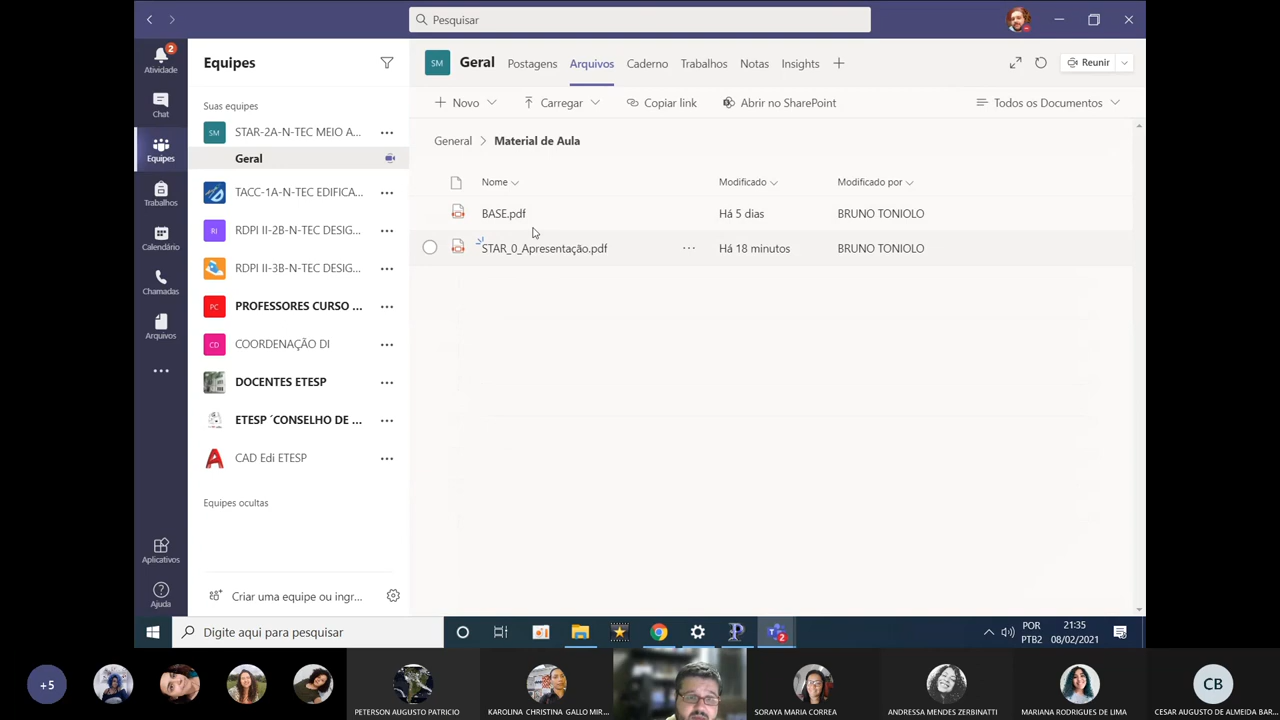 Pesquisar
2
Atividade
Chat
Equipes
Trabalhos
Calendário
Chamadas
Arquivos
Aplicativos
Ajuda
Equipes
Suas equipes
SM STAR-2A-N-TEC MEIO A...
Geral
TACC-1A-N-TEC EDIFICA...
RI RDPI II-2B-N-TEC DESIG...
RDPI II-3B-N-TEC DESIG...
PC PROFESSORES CURSO ...
CD COORDENAÇÃO DI
DOCENTES ETESP
ETESP ´CONSELHO DE ...
CAD Edi ETESP
Equipes ocultas
Criar uma equipe ou ingr...
SM Geral Postagens Arquivos Caderno Trabalhos Notas Insights Reunir
Novo Carregar Copiar link Abrir no SharePoint Todos os Documentos
General > Material de Aula
Nome Modificado Modificado por
BASE.pdf Há 5 dias BRUNO TONIOLO
STAR_0_Apresentação.pdf ... Há 18 minutos BRUNO TONIOLO
Digite aqui para pesquisar
2
POR
PTB2
21:35
08/02/2021
+5
PETERSON AUGUSTO PATRICIO
KAROLINA CHRISTINA GALLO MIR...
SORAYA MARIA CORREA
ANDRESSA MENDES ZERBINATTI
MARIANA RODRIGUES DE LIMA
CB
CESAR AUGUSTO DE ALMEIDA BAR...